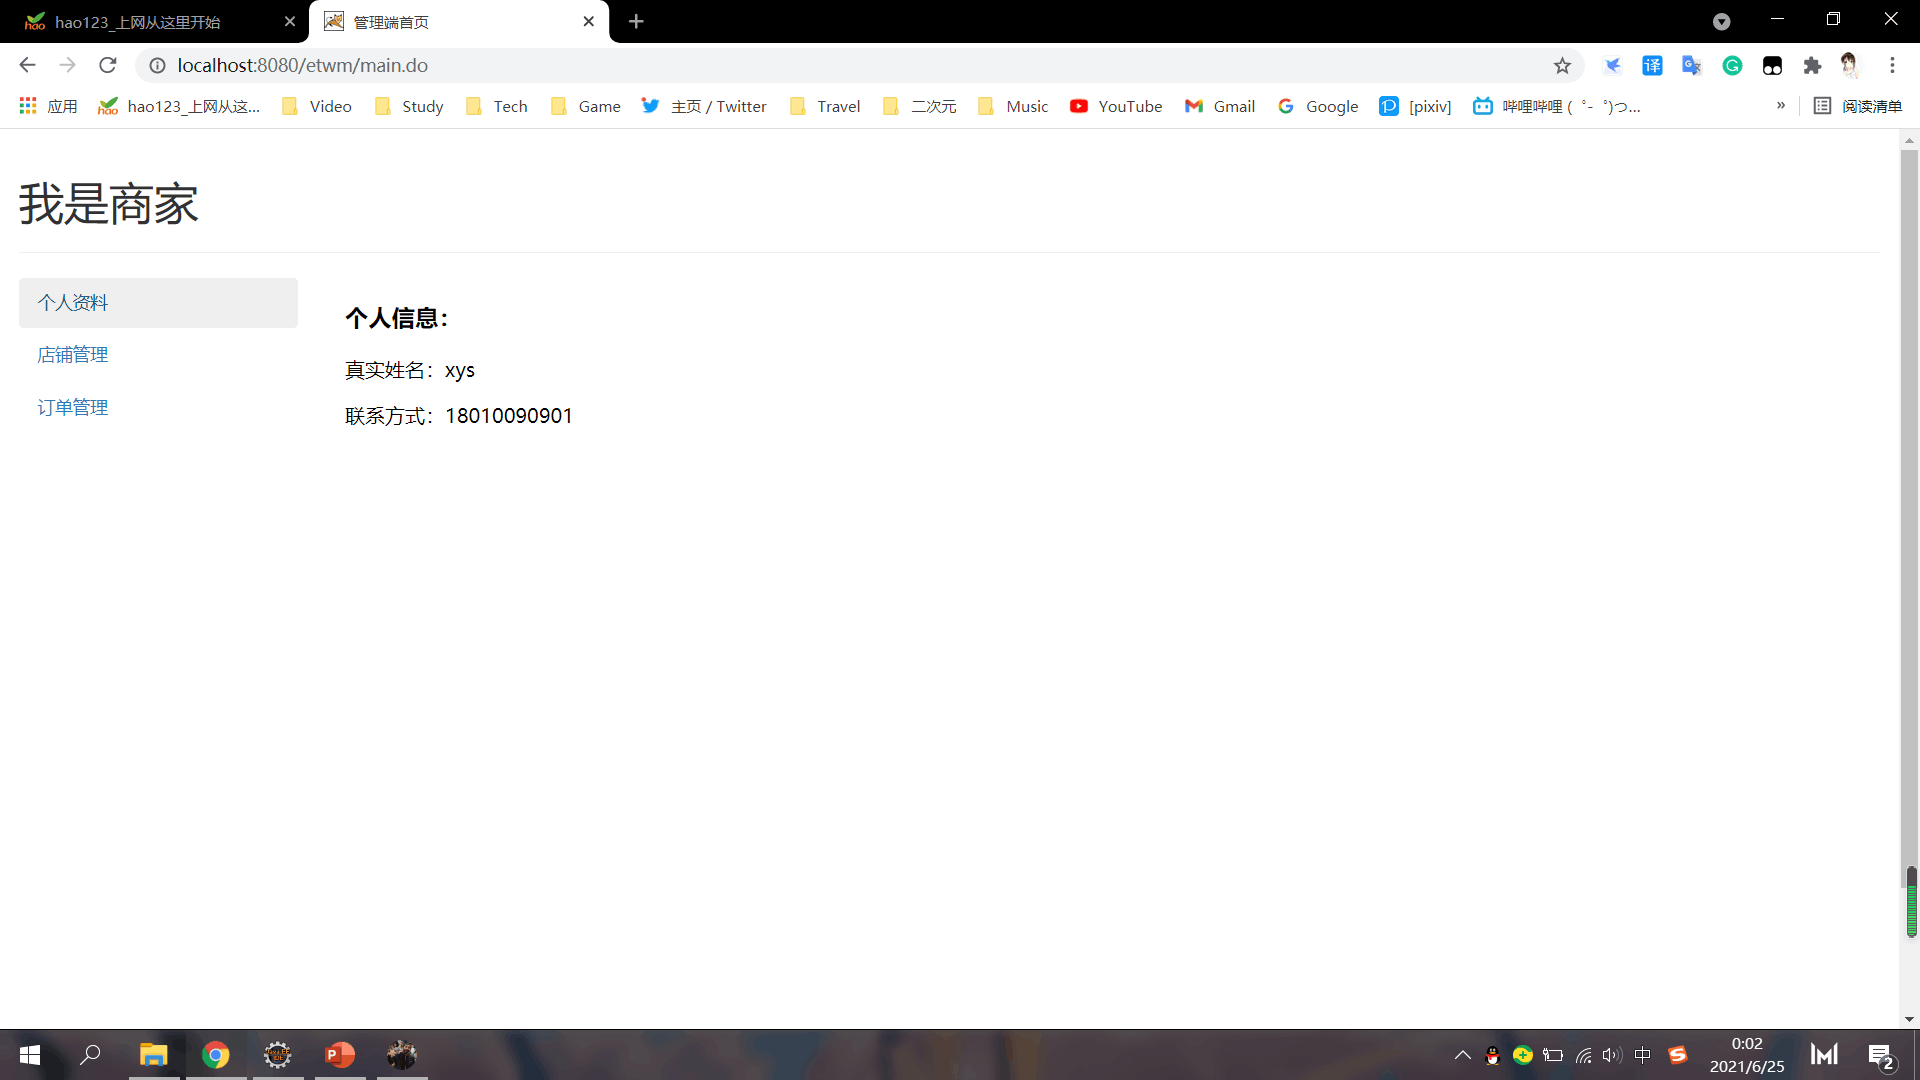 hao123_上网从这里开始
管理端首页
localhost:8080/etwm/main.do
应用
hao123_上网从这...
Video
Study
Tech
Game
主页 / Twitter
Travel
二次元
Music
YouTube
Gmail
Google
[pixiv]
哔哩哔哩 (゜-゜)つ...
»
阅读清单
我是商家
个人资料
店铺管理
订单管理
个人信息：
真实姓名：xys
联系方式：18010090901
中
0:02
2021/6/25
2